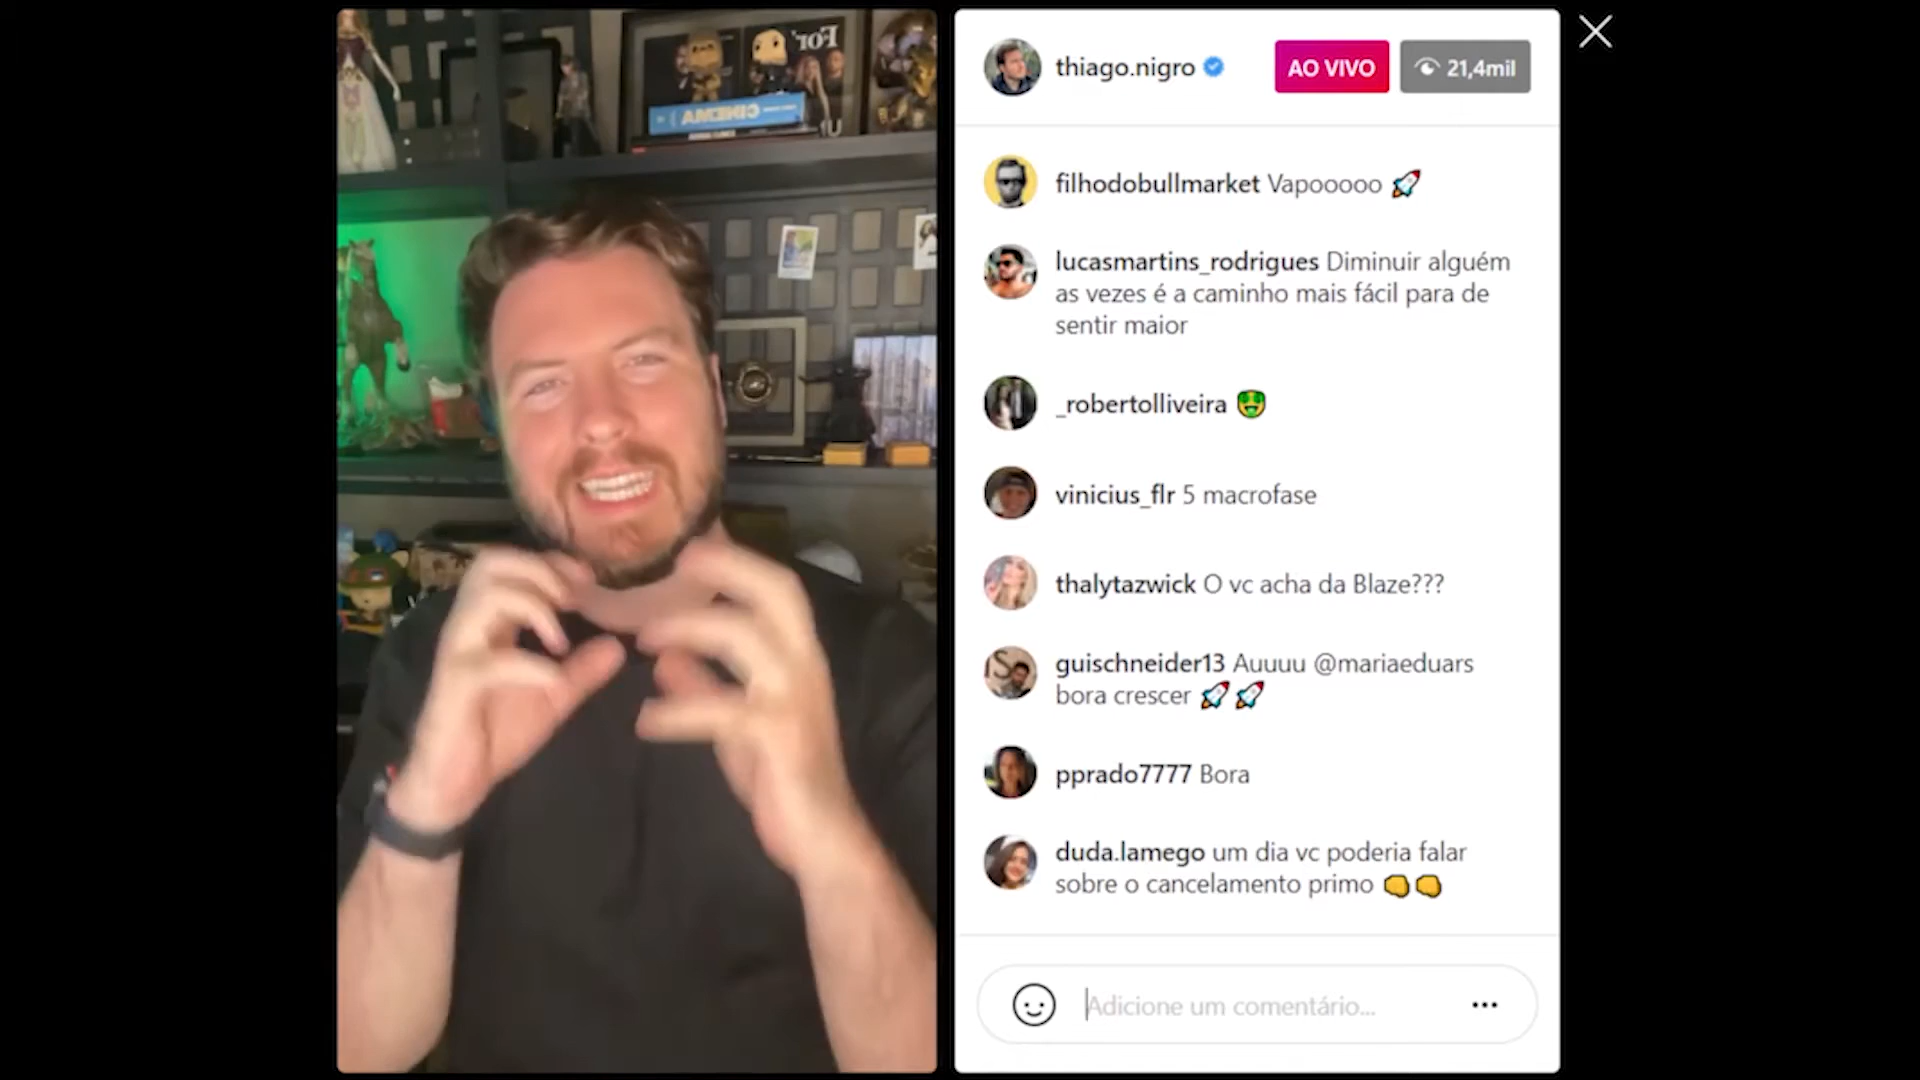 thiago.nigro
AO VIVO
21,4mil
filhodobullmarket Vapooooo 🚀
lucasmartins_rodrigues Diminuir alguém
as vezes é a caminho mais fácil para de
sentir maior
_robertolliveira 🤑
vinicius_flr 5 macrofase
thalytazwick O vc acha da Blaze???
guischneider13 Auuuu @mariaeduars
bora crescer 🚀🚀
pprado7777 Bora
duda.lamego um dia vc poderia falar
sobre o cancelamento primo 🤜🤛
Adicione um comentário...
CINEMA